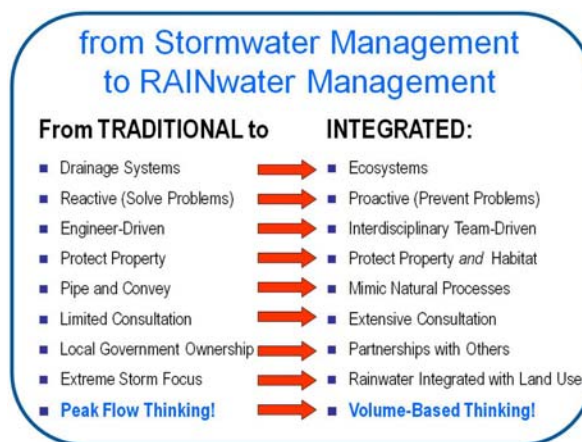 from Stormwater Management
to RAINwater Management
From TRADITIONAL to INTEGRATED:
Drainage Systems Ecosystems
Reactive (Solve Problems) Proactive (Prevent Problems)
Engineer-Driven Interdisciplinary Team-Driven
Protect Property Protect Property and Habitat
Pipe and Convey Mimic Natural Processes
Limited Consultation Extensive Consultation
Local Government Ownership Partnerships with Others
Extreme Storm Focus Rainwater Integrated with Land Use
Peak Flow Thinking! Volume-Based Thinking!